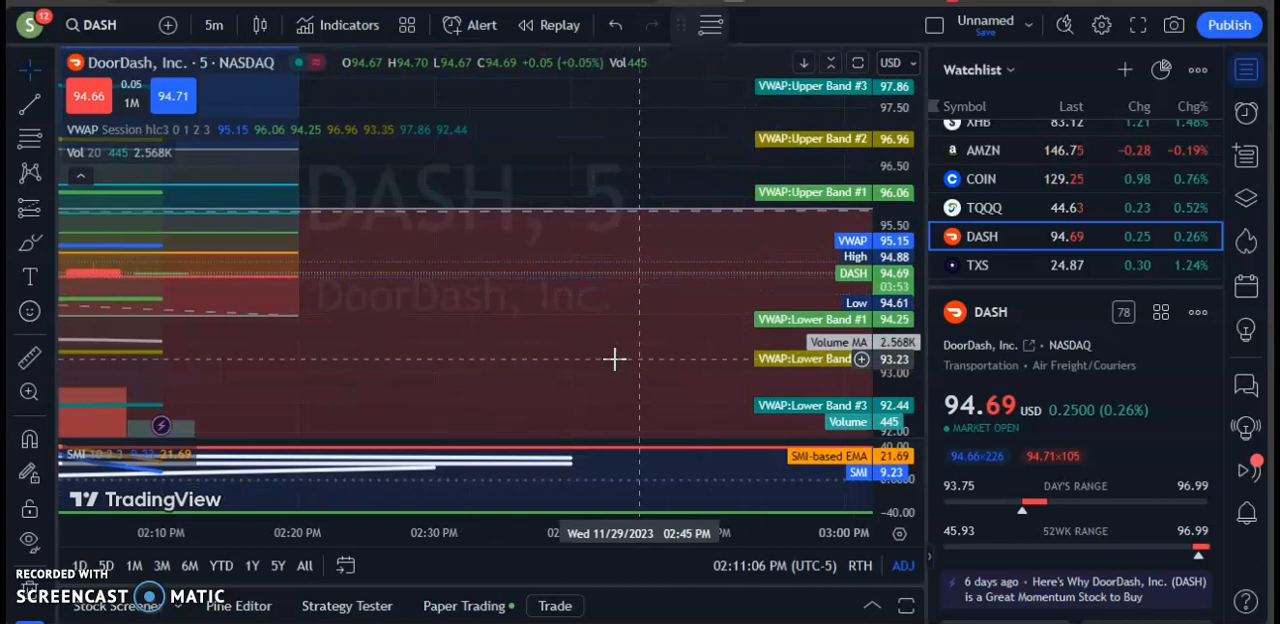 S 12 DASH 5m Indicators Alert Replay Unnamed Save Publish
DoorDash, Inc. · 5 · NASDAQ O94.67 H94.70 L94.67 C94.69 +0.05 (+0.05%) Vol445 USD
94.66 0.05 1M 94.71
VWAP Session hlc3 0 1 2 3 95.15 96.06 94.25 96.96 93.35 97.86 92.44
Vol 20 445 2.568K
DASH, 5
DoorDash, Inc.
VWAP:Upper Band #3 97.86
97.50
VWAP:Upper Band #2 96.96
96.50
VWAP:Upper Band #1 96.06
95.50
VWAP 95.15
High 94.88
DASH 94.69
03:53
Low 94.61
VWAP:Lower Band #1 94.25
Volume MA 2.568K
VWAP:Lower Band 93.23
93.00
VWAP:Lower Band #3 92.44
Volume 445
92.00
40.00
SMI 21.69
SMI-based EMA 21.69
SMI 9.23
TradingView
−40.00
02:10 PM 02:20 PM 02:30 PM Wed 11/29/2023 02:45 PM 03:00 PM
1D 5D 1M 3M 6M YTD 1Y 5Y All 02:11:06 PM (UTC-5) RTH ADJ
RECORDED WITH
SCREENCAST MATIC
Stock Screener Pine Editor Strategy Tester Paper Trading Trade
Watchlist
Symbol Last Chg Chg%
XHB 83.12 1.21 1.48%
AMZN 146.75 −0.28 −0.19%
COIN 129.25 0.98 0.76%
TQQQ 44.63 0.23 0.52%
DASH 94.69 0.25 0.26%
TXS 24.87 0.30 1.24%
DASH 78
DoorDash, Inc. • NASDAQ
Transportation • Air Freight/Couriers
94.69 USD 0.2500 (0.26%)
MARKET OPEN
94.66×226 94.71×105
93.75 DAY'S RANGE 96.99
45.93 52WK RANGE 96.99
6 days ago • Here's Why DoorDash, Inc. (DASH)
is a Great Momentum Stock to Buy